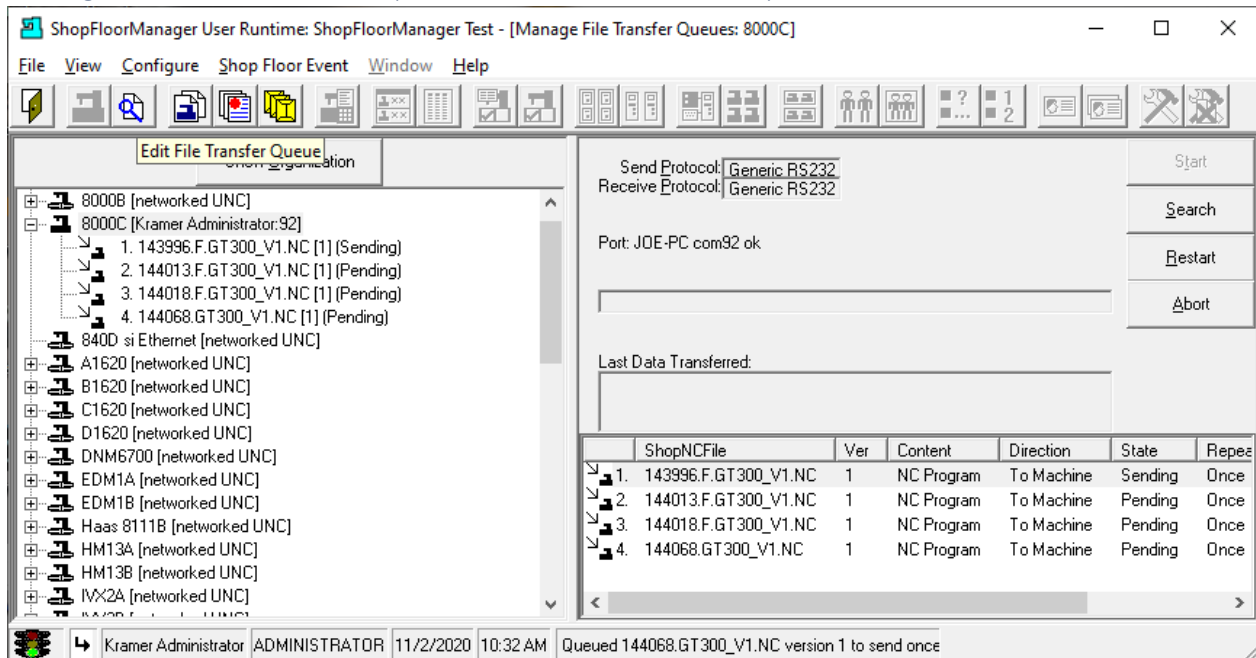 ShopFloorManager User Runtime: ShopFloorManager Test - [Manage File Transfer Queues: 8000C]
File View Configure Shop Floor Event Window Help
Edit File Transfer Queue
8000B [networked UNC]
8000C [Kramer Administrator:92]
1. 143996.F.GT300_V1.NC [1] (Sending)
2. 144013.F.GT300_V1.NC [1] (Pending)
3. 144018.F.GT300_V1.NC [1] (Pending)
4. 144068.GT300_V1.NC [1] (Pending)
840D si Ethernet [networked UNC]
A1620 [networked UNC]
B1620 [networked UNC]
C1620 [networked UNC]
D1620 [networked UNC]
DNM6700 [networked UNC]
EDM1A [networked UNC]
EDM1B [networked UNC]
Haas 8111B [networked UNC]
HM13A [networked UNC]
HM13B [networked UNC]
IVX2A [networked UNC]
Send Protocol: Generic RS232
Receive Protocol: Generic RS232
Port: JOE-PC com92 ok
Last Data Transferred:
Start
Search
Restart
Abort
ShopNCFile Ver Content Direction State Repea
1. 143996.F.GT300_V1.NC 1 NC Program To Machine Sending Once
2. 144013.F.GT300_V1.NC 1 NC Program To Machine Pending Once
3. 144018.F.GT300_V1.NC 1 NC Program To Machine Pending Once
4. 144068.GT300_V1.NC 1 NC Program To Machine Pending Once
Kramer Administrator ADMINISTRATOR 11/2/2020 10:32 AM Queued 144068.GT300_V1.NC version 1 to send once